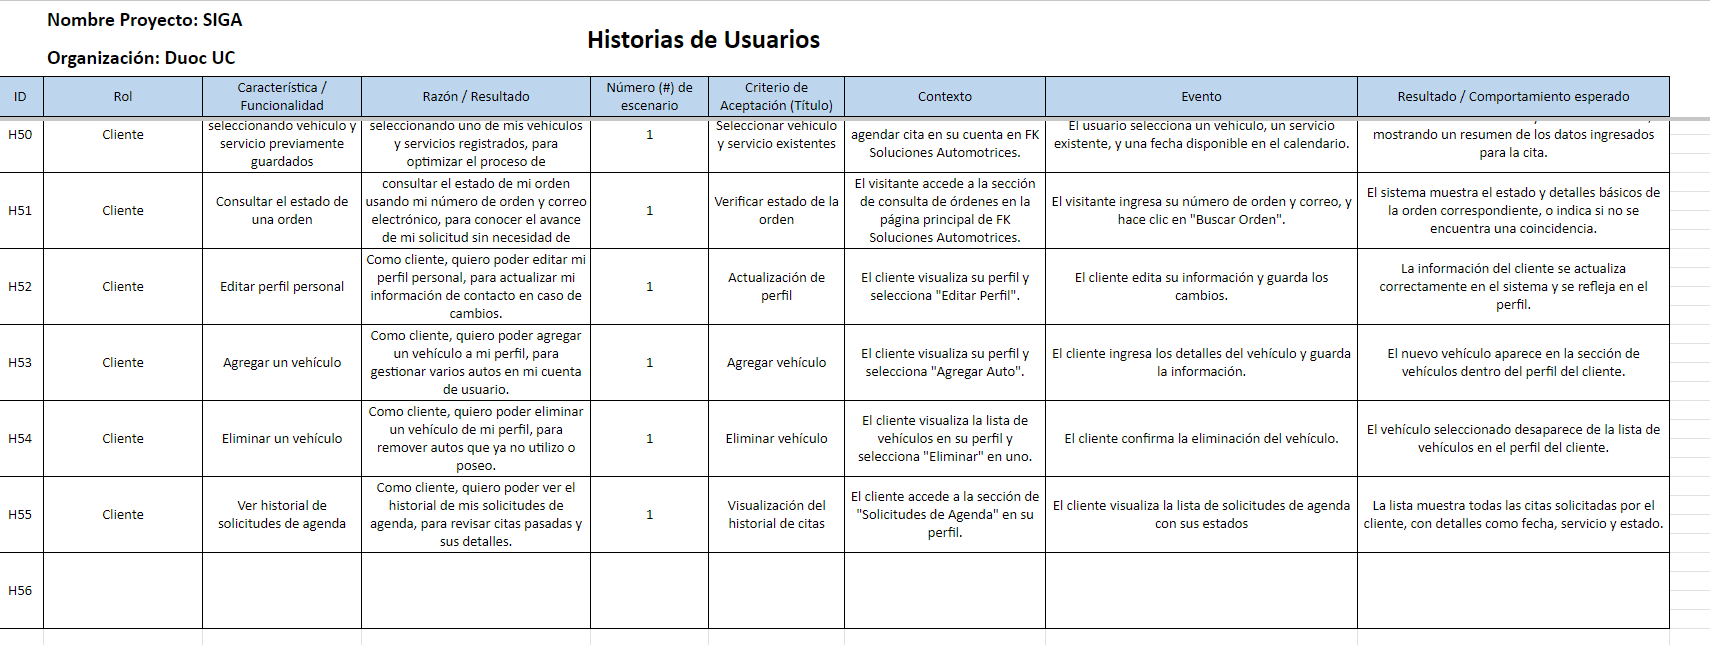 Nombre Proyecto: SIGA
Historias de Usuarios
Organización: Duoc UC
ID
Rol
Característica /
Funcionalidad
Razón / Resultado
Número (#) de
escenario
Criterio de
Aceptación (Título)
Contexto
Evento
Resultado / Comportamiento esperado
H50
Cliente
seleccionando vehículo y
servicio previamente
guardados
seleccionando uno de mis vehículos
y servicios registrados, para
optimizar el proceso de
1
Seleccionar vehículo
y servicio existentes
agendar cita en su cuenta en FK
Soluciones Automotrices.
El usuario selecciona un vehículo, un servicio
existente, y una fecha disponible en el calendario.
mostrando un resumen de los datos ingresados
para la cita.
H51
Cliente
Consultar el estado de
una orden
consultar el estado de mi orden
usando mi número de orden y correo
electrónico, para conocer el avance
de mi solicitud sin necesidad de
1
Verificar estado de la
orden
El visitante accede a la sección
de consulta de órdenes en la
página principal de FK
Soluciones Automotrices.
El visitante ingresa su número de orden y correo, y
hace clic en "Buscar Orden".
El sistema muestra el estado y detalles básicos de
la orden correspondiente, o indica si no se
encuentra una coincidencia.
H52
Cliente
Editar perfil personal
Como cliente, quiero poder editar mi
perfil personal, para actualizar mi
información de contacto en caso de
cambios.
1
Actualización de
perfil
El cliente visualiza su perfil y
selecciona "Editar Perfil".
El cliente edita su información y guarda los
cambios.
La información del cliente se actualiza
correctamente en el sistema y se refleja en el
perfil.
H53
Cliente
Agregar un vehículo
Como cliente, quiero poder agregar
un vehículo a mi perfil, para
gestionar varios autos en mi cuenta
de usuario.
1
Agregar vehículo
El cliente visualiza su perfil y
selecciona "Agregar Auto".
El cliente ingresa los detalles del vehículo y guarda
la información.
El nuevo vehículo aparece en la sección de
vehículos dentro del perfil del cliente.
H54
Cliente
Eliminar un vehículo
Como cliente, quiero poder eliminar
un vehículo de mi perfil, para
remover autos que ya no utilizo o
poseo.
1
Eliminar vehículo
El cliente visualiza la lista de
vehículos en su perfil y
selecciona "Eliminar" en uno.
El cliente confirma la eliminación del vehículo.
El vehículo seleccionado desaparece de la lista de
vehículos en el perfil del cliente.
H55
Cliente
Ver historial de
solicitudes de agenda
Como cliente, quiero poder ver el
historial de mis solicitudes de
agenda, para revisar citas pasadas y
sus detalles.
1
Visualización del
historial de citas
El cliente accede a la sección de
"Solicitudes de Agenda" en su
perfil.
El cliente visualiza la lista de solicitudes de agenda
con sus estados
La lista muestra todas las citas solicitadas por el
cliente, con detalles como fecha, servicio y estado.
H56